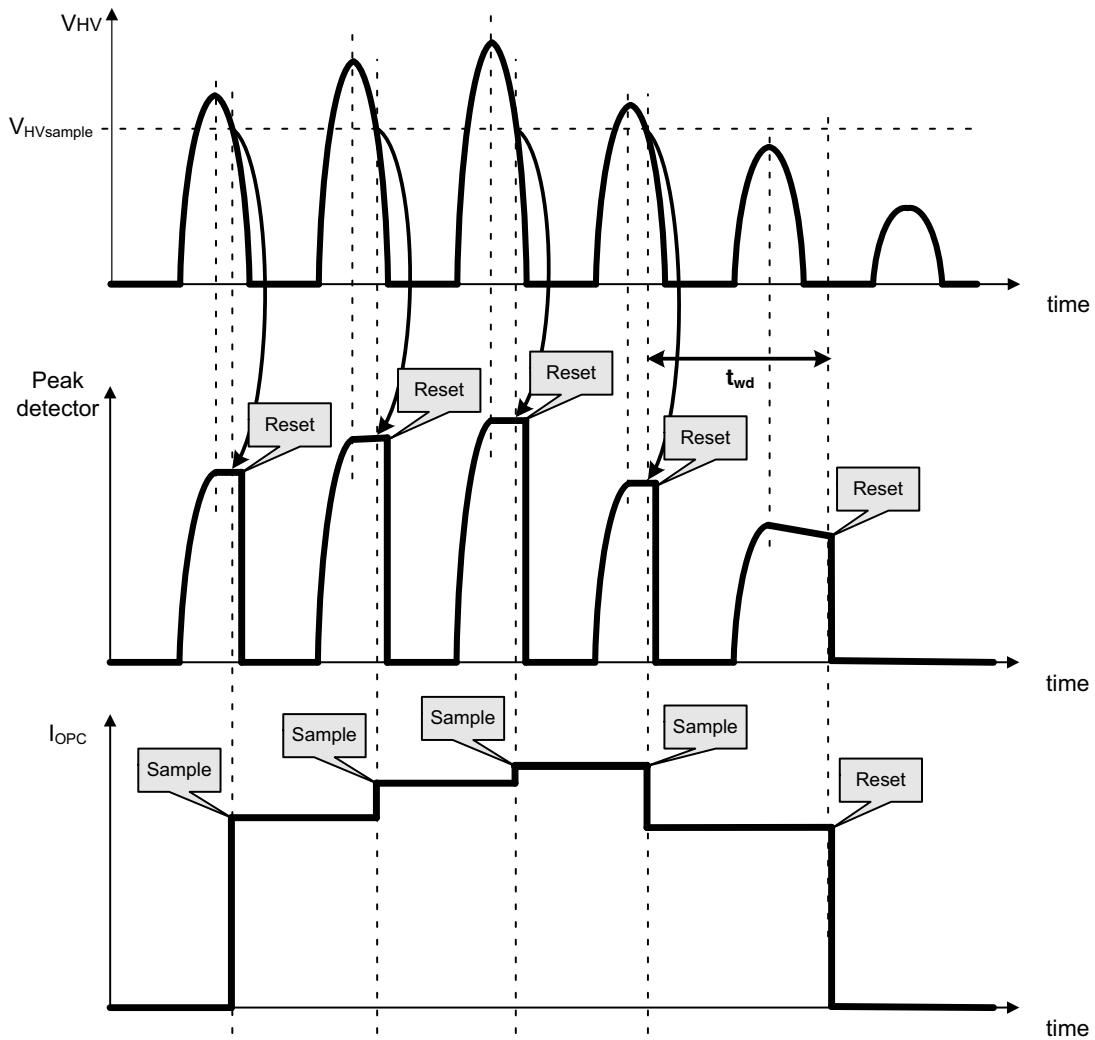 VHV
VHVsample
time
Peak
detector
Reset
Reset
Reset
Reset
twd
Reset
time
IOPC
Sample
Sample
Sample
Sample
Reset
time